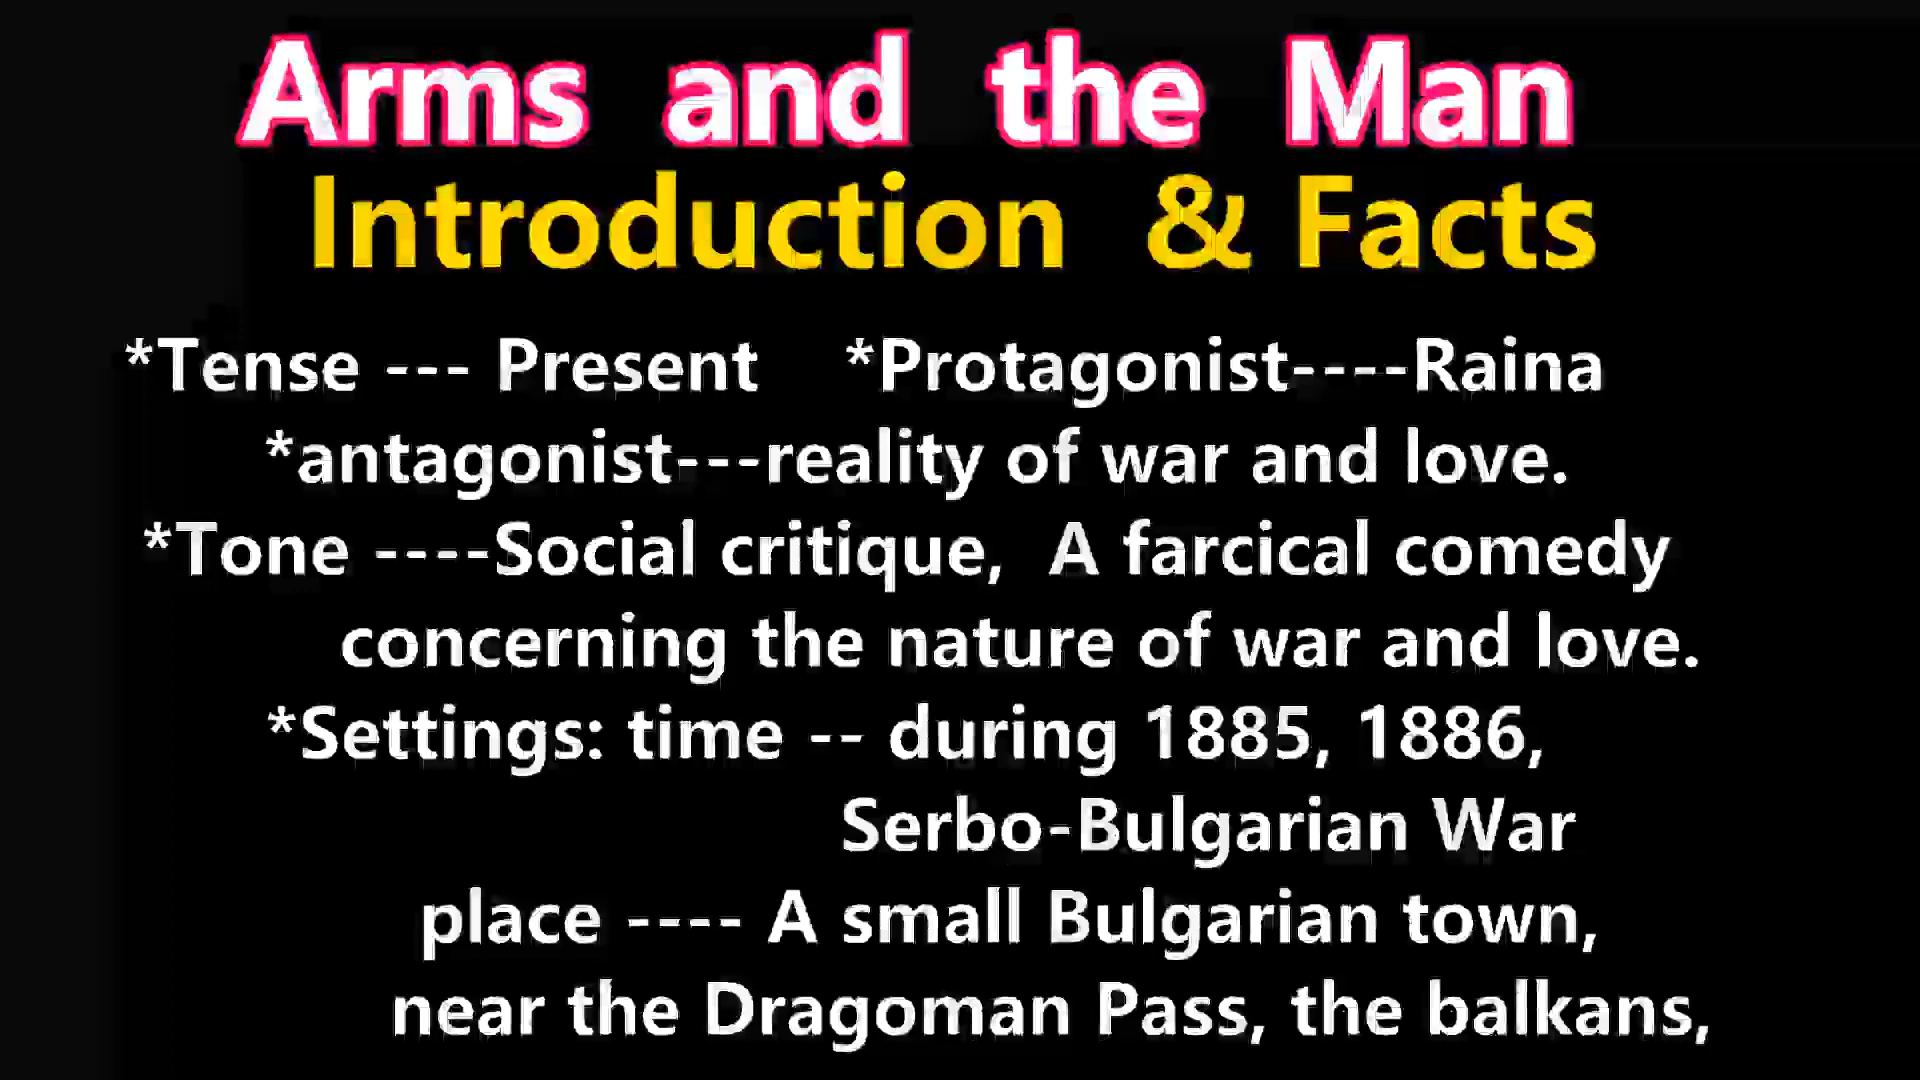 Arms and the Man
Introduction & Facts
*Tense --- Present *Protagonist----Raina
*antagonist---reality of war and love.
*Tone ----Social critique, A farcical comedy
concerning the nature of war and love.
*Settings: time -- during 1885, 1886,
Serbo-Bulgarian War
place ---- A small Bulgarian town,
near the Dragoman Pass, the balkans,